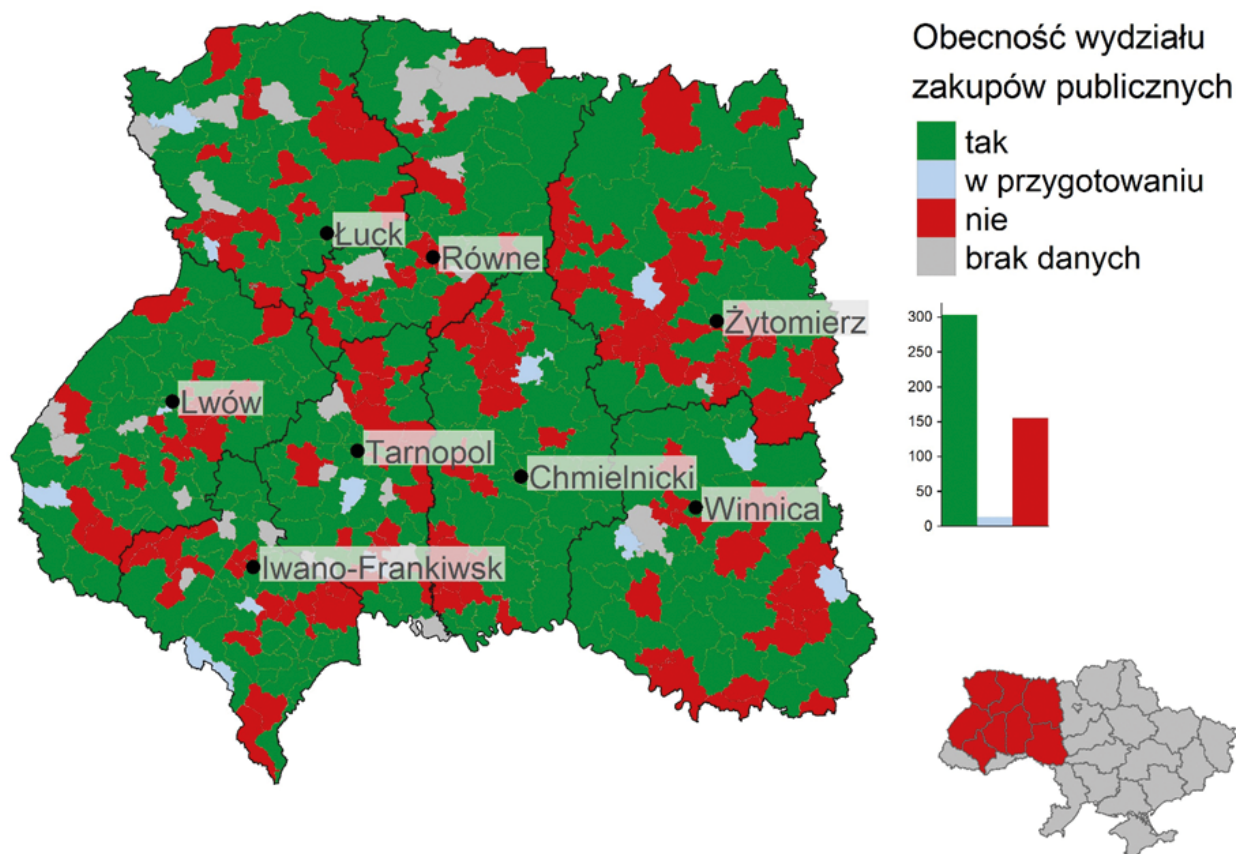 Obecność wydziału
zakupów publicznych
tak
w przygotowaniu
nie
brak danych
300
250
200
150
100
50
0
Łuck
Równe
Żytomierz
Lwów
Tarnopol
Chmielnicki
Winnica
Iwano-Frankiwsk